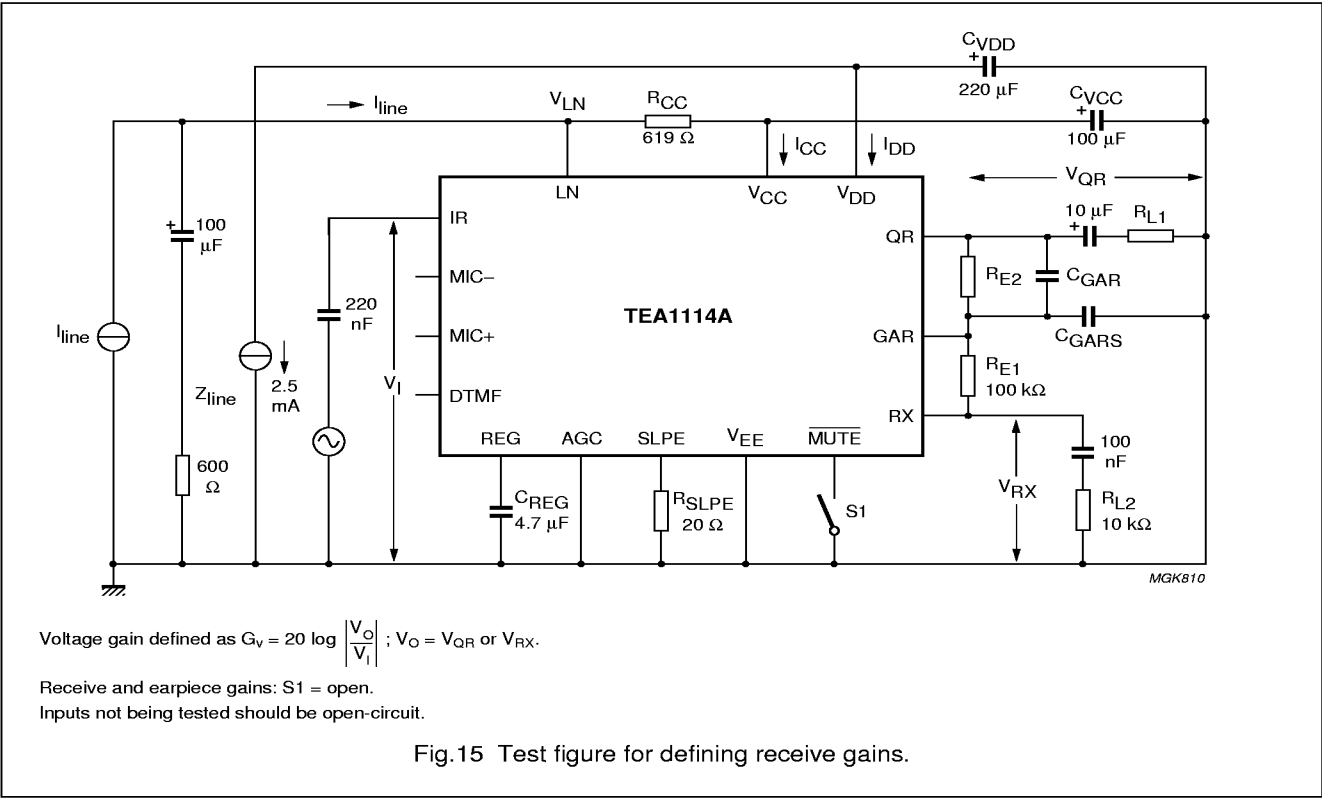 C_VDD
+
220 µF
I_line
V_LN
R_CC
619 Ω
C_VCC
+
100 µF
I_CC
I_DD
V_QR
LN
V_CC
V_DD
IR
10 µF
+
R_L1
QR
+
100
µF
MIC−
R_E2
C_GAR
220
nF
TEA1114A
I_line
MIC+
GAR
C_GARS
Z_line
2.5
mA
V_I
R_E1
100 kΩ
DTMF
RX
REG
AGC
SLPE
V_EE
MUTE
100
nF
600
Ω
C_REG
4.7 µF
R_SLPE
20 Ω
S1
V_RX
R_L2
10 kΩ
MGK810
Voltage gain defined as G_v = 20 log |V_O/V_I| ; V_O = V_QR or V_RX.
Receive and earpiece gains: S1 = open.
Inputs not being tested should be open-circuit.
Fig.15 Test figure for defining receive gains.